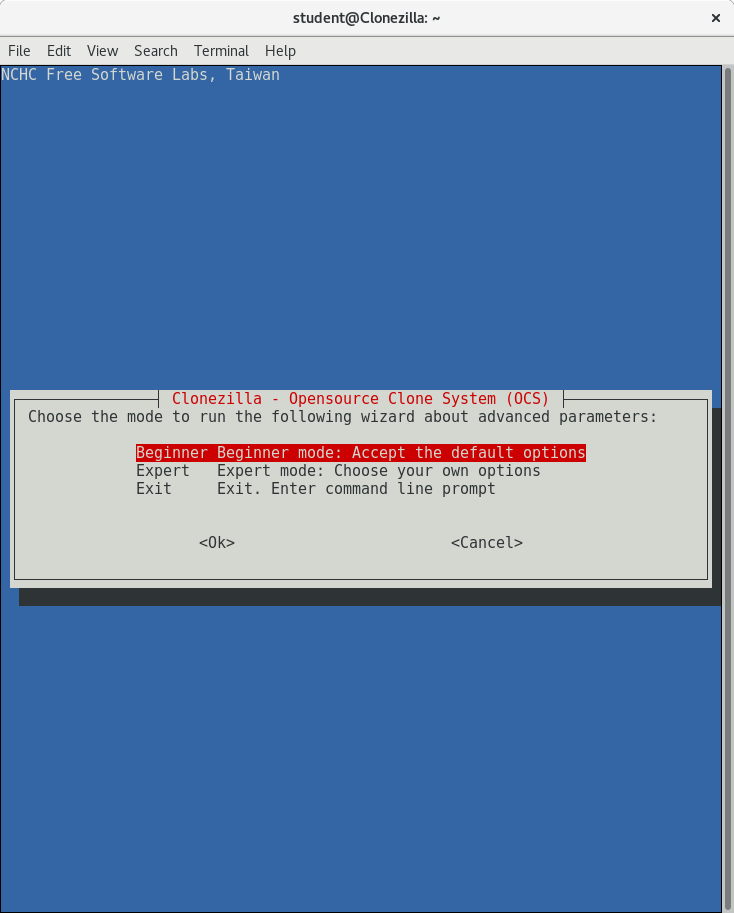 student@Clonezilla: ~
File Edit View Search Terminal Help
NCHC Free Software Labs, Taiwan
Clonezilla - Opensource Clone System (OCS)
Choose the mode to run the following wizard about advanced parameters:
Beginner Beginner mode: Accept the default options
Expert Expert mode: Choose your own options
Exit Exit. Enter command line prompt
<Ok> <Cancel>